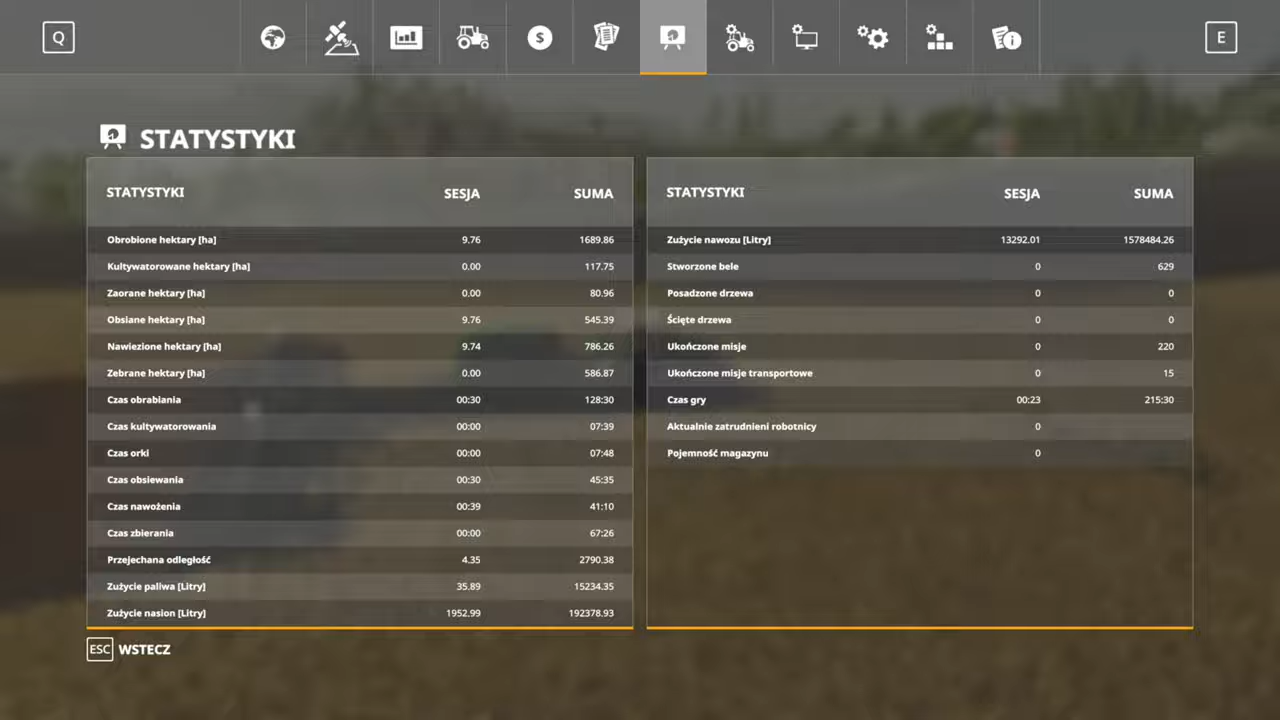 Q
$
E
STATYSTYKI
STATYSTYKI SESJA SUMA
Obrobione hektary [ha] 9.76 1689.86
Kultywatorowane hektary [ha] 0.00 117.75
Zaorane hektary [ha] 0.00 80.96
Obsiane hektary [ha] 9.76 545.39
Nawiezione hektary [ha] 9.74 786.26
Zebrane hektary [ha] 0.00 586.87
Czas obrabiania 00:30 128:30
Czas kultywatorowania 00:00 07:39
Czas orki 00:00 07:48
Czas obsiewania 00:30 45:35
Czas nawożenia 00:39 41:10
Czas zbierania 00:00 67:26
Przejechana odległość 4.35 2790.38
Zużycie paliwa [Litry] 35.89 15234.35
Zużycie nasion [Litry] 1952.99 192378.93
STATYSTYKI SESJA SUMA
Zużycie nawozu [Litry] 13292.01 1578484.26
Stworzone bele 0 629
Posadzone drzewa 0 0
Ścięte drzewa 0 0
Ukończone misje 0 220
Ukończone misje transportowe 0 15
Czas gry 00:23 215:30
Aktualnie zatrudnieni robotnicy 0
Pojemność magazynu 0
ESC WSTECZ